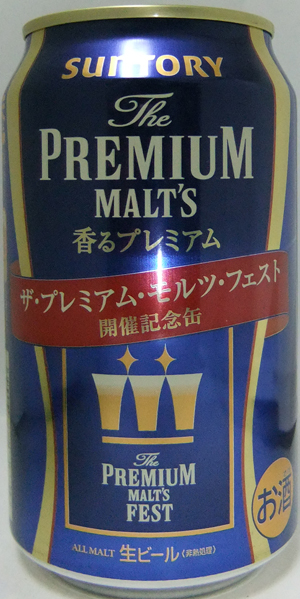 SUNTORY
The
PREMIUM
MALT'S
香るプレミアム
ザ・プレミアム・モルツ・フェスト
開催記念缶
The
PREMIUM
MALT'S
FEST
お酒
ALL MALT 生ビール(非熱処理)